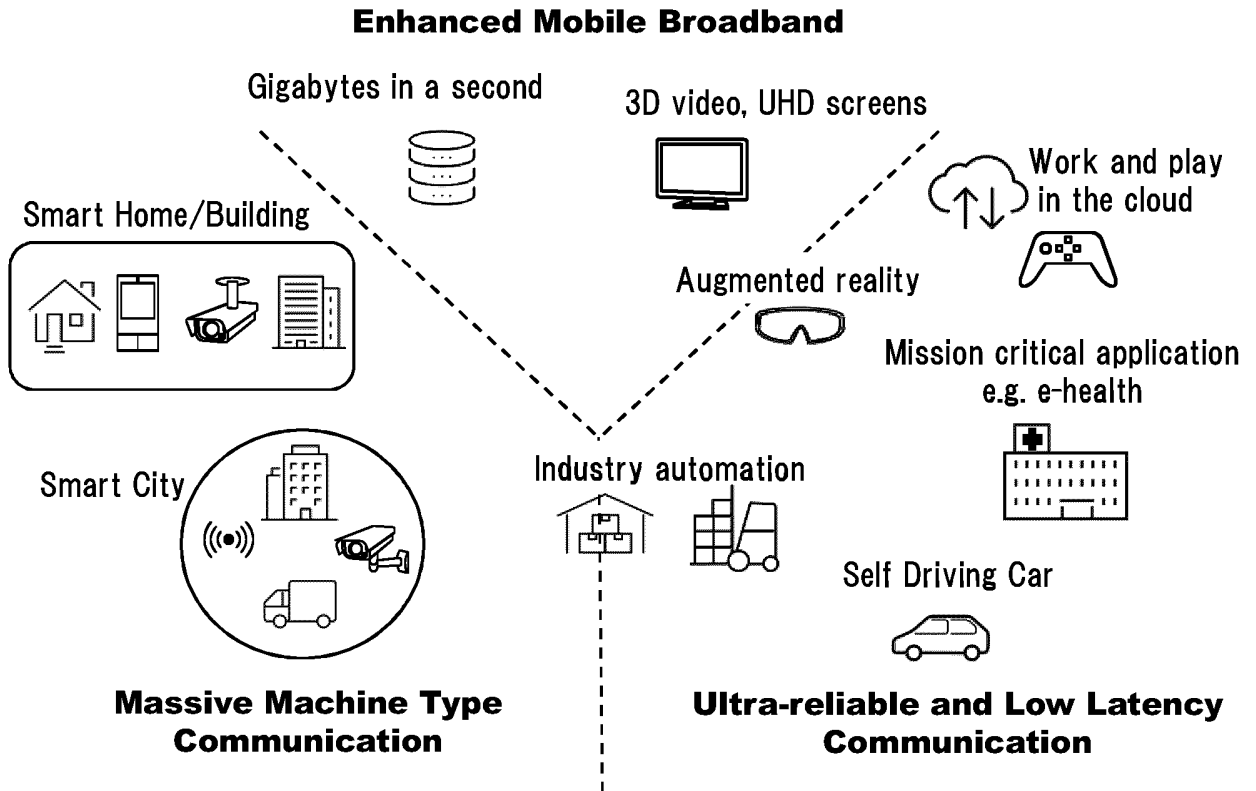 Enhanced Mobile Broadband
Gigabytes in a second
3D video, UHD screens
Work and play
in the cloud
Smart Home/Building
Augmented reality
Mission critical application
e.g. e-health
Industry automation
Smart City
Self Driving Car
Massive Machine Type
Communication
Ultra-reliable and Low Latency
Communication